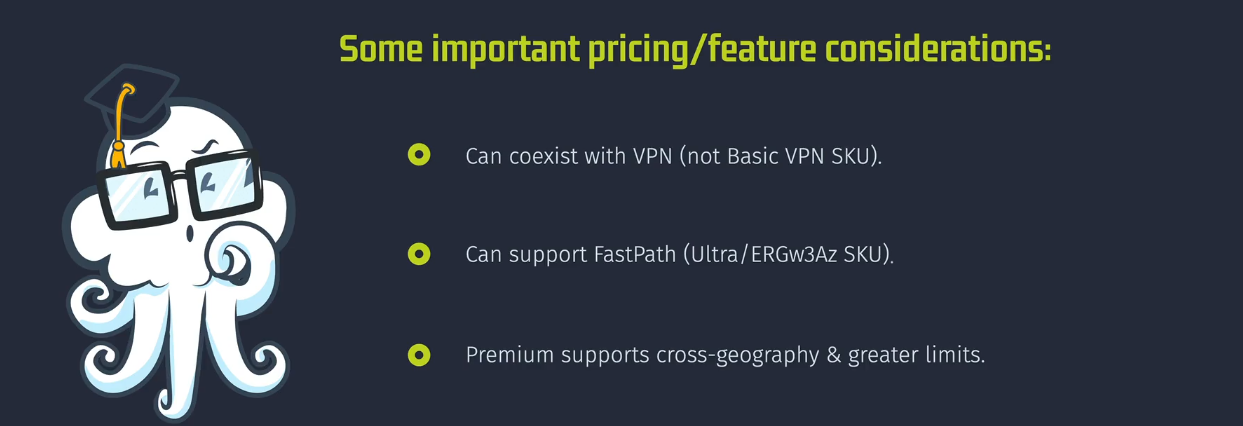 Some important pricing/feature considerations:
Can coexist with VPN (not Basic VPN SKU).
Can support FastPath (Ultra/ERGw3Az SKU).
Premium supports cross-geography & greater limits.